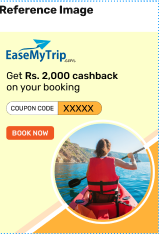 Reference Image
EaseMyTrip.com
Get Rs. 2,000 cashback
on your booking
COUPON CODE XXXXX
BOOK NOW